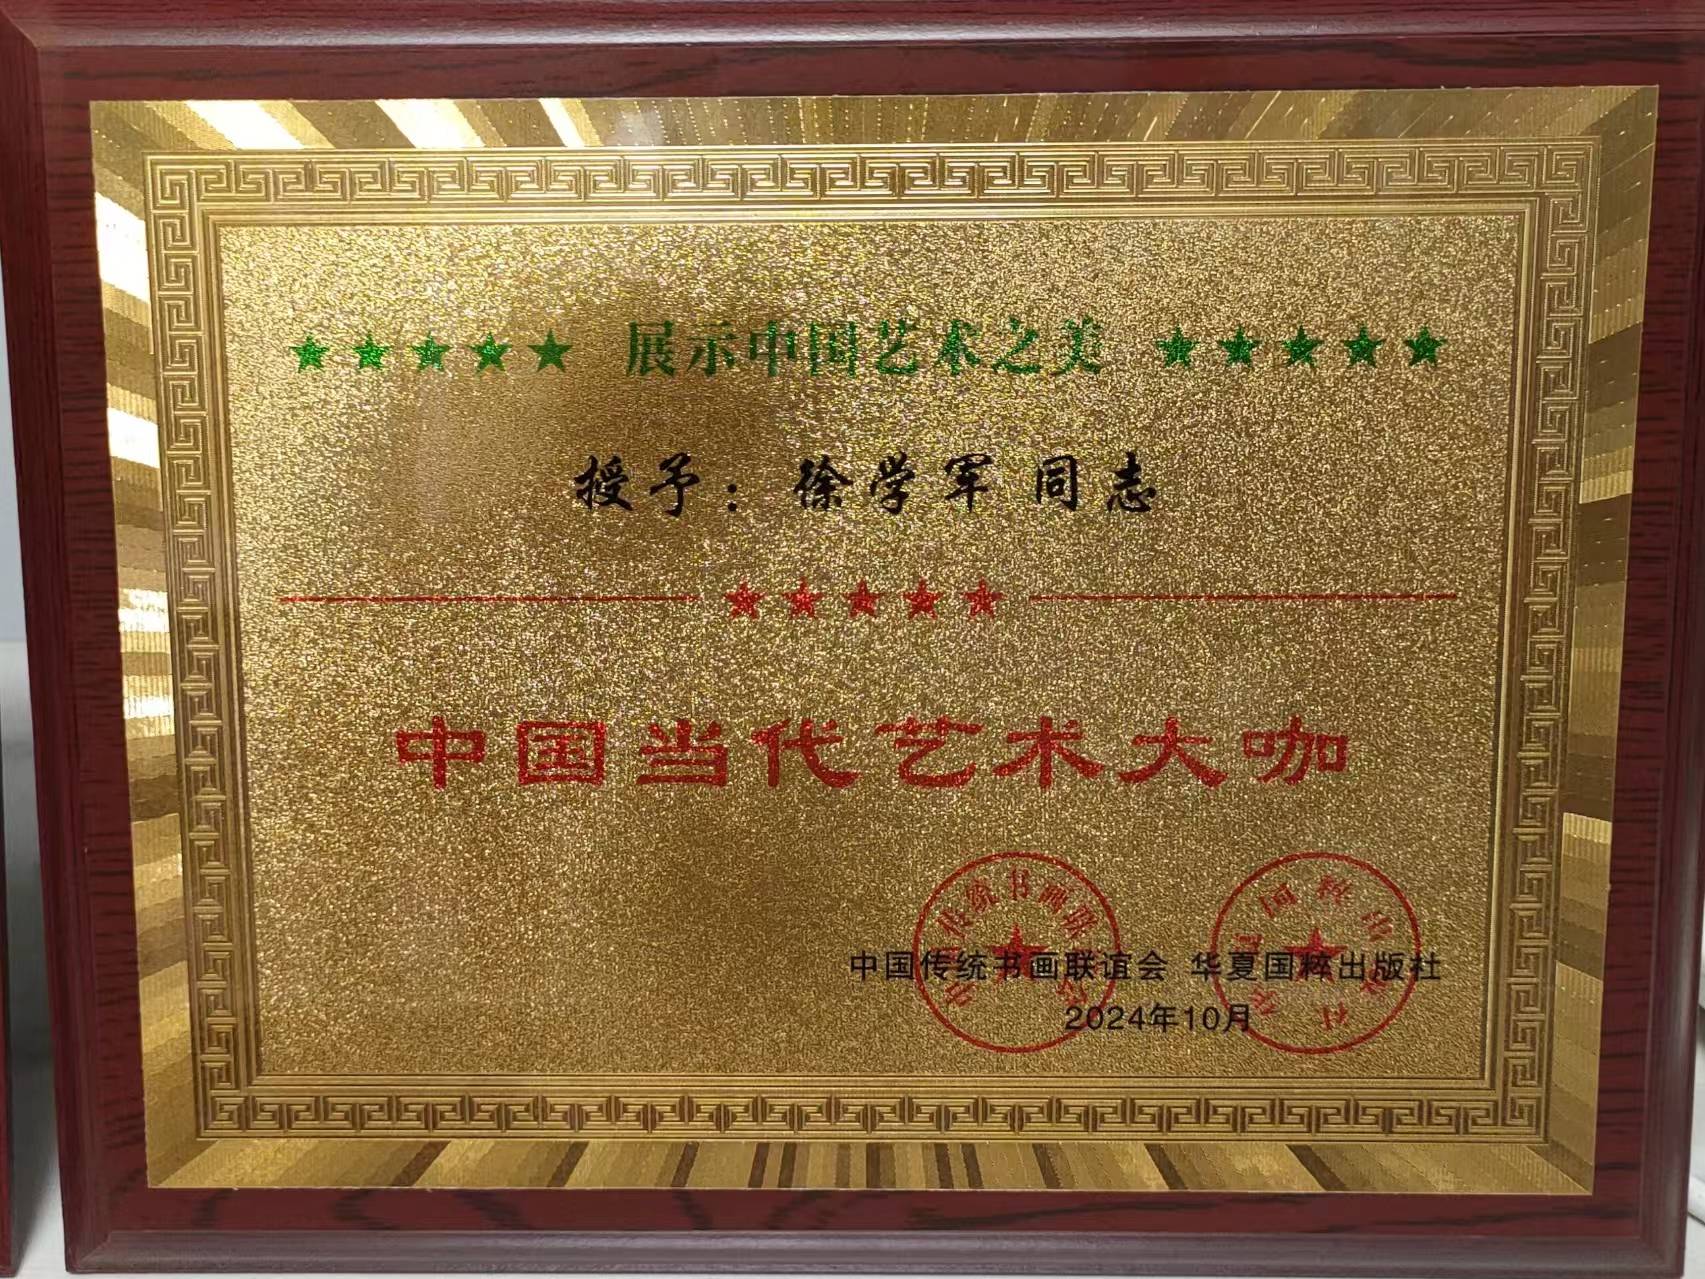 ★★★★★ 展示中国艺术之美 ★★★★★
授予：徐学军 同志
★★★★★
中国当代艺术大咖
中国传统书画联谊会 华夏国粹出版社
2024年10月